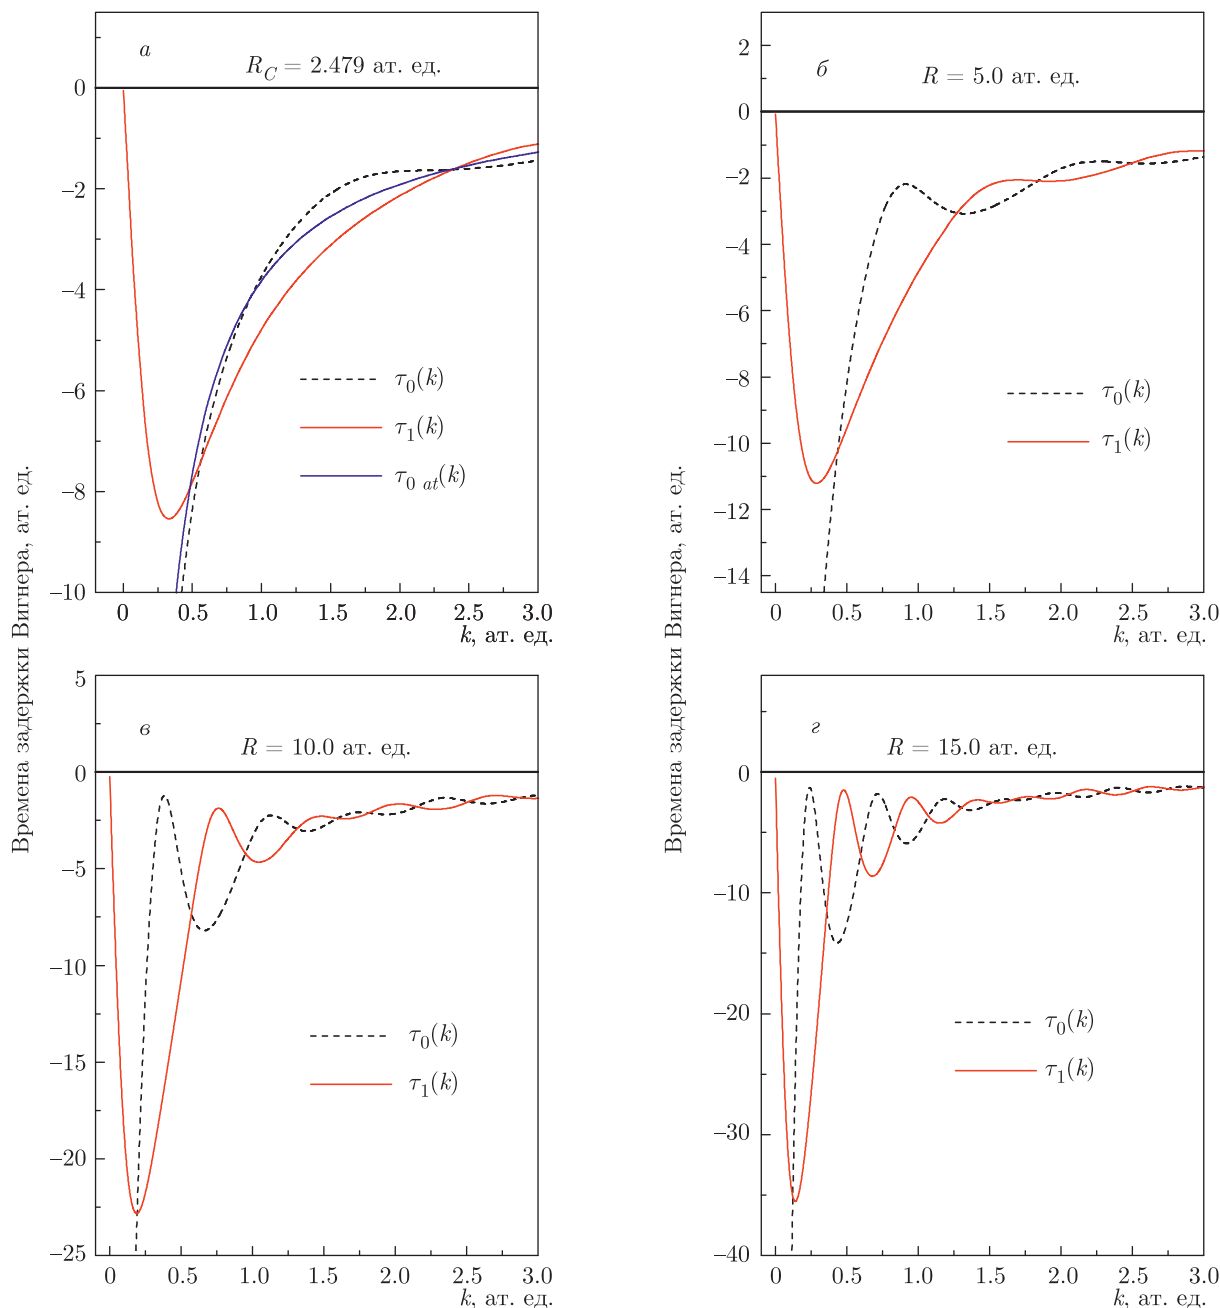 Времена задержки Вигнера, ат. ед.
а
R_C = 2.479 ат. ед.
0
–2
–4
–6
–8
–10
τ_0(k)
τ_1(k)
τ_{0 at}(k)
0 0.5 1.0 1.5 2.0 2.5 3.0
k, ат. ед.
Времена задержки Вигнера, ат. ед.
б
R = 5.0 ат. ед.
2
0
–2
–4
–6
–8
–10
–12
–14
τ_0(k)
τ_1(k)
0 0.5 1.0 1.5 2.0 2.5 3.0
k, ат. ед.
в
R = 10.0 ат. ед.
5
0
–5
–10
–15
–20
–25
τ_0(k)
τ_1(k)
0 0.5 1.0 1.5 2.0 2.5 3.0
k, ат. ед.
г
R = 15.0 ат. ед.
0
–10
–20
–30
–40
τ_0(k)
τ_1(k)
0 0.5 1.0 1.5 2.0 2.5 3.0
k, ат. ед.